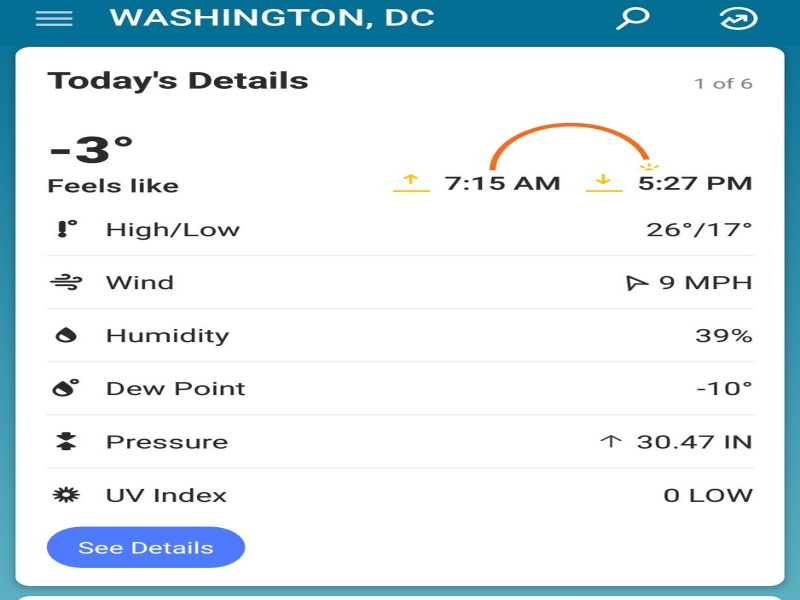 WASHINGTON, DC
Today's Details 1 of 6
-3°
Feels like
7:15 AM 5:27 PM
High/Low 26°/17°
Wind 9 MPH
Humidity 39%
Dew Point -10°
Pressure ↑ 30.47 IN
UV Index 0 LOW
See Details